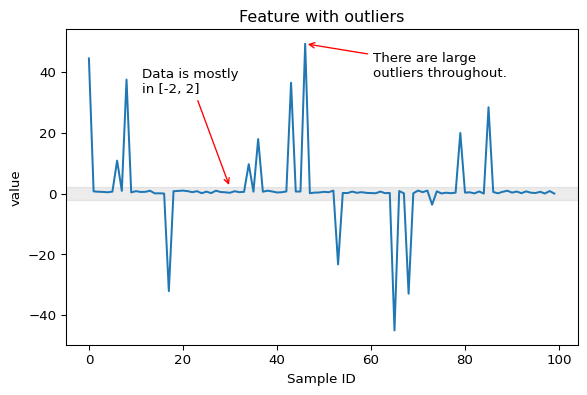 Feature with outliers
There are large
outliers throughout.
Data is mostly
in [-2, 2]
value
40
20
0
−20
−40
0 20 40 60 80 100
Sample ID